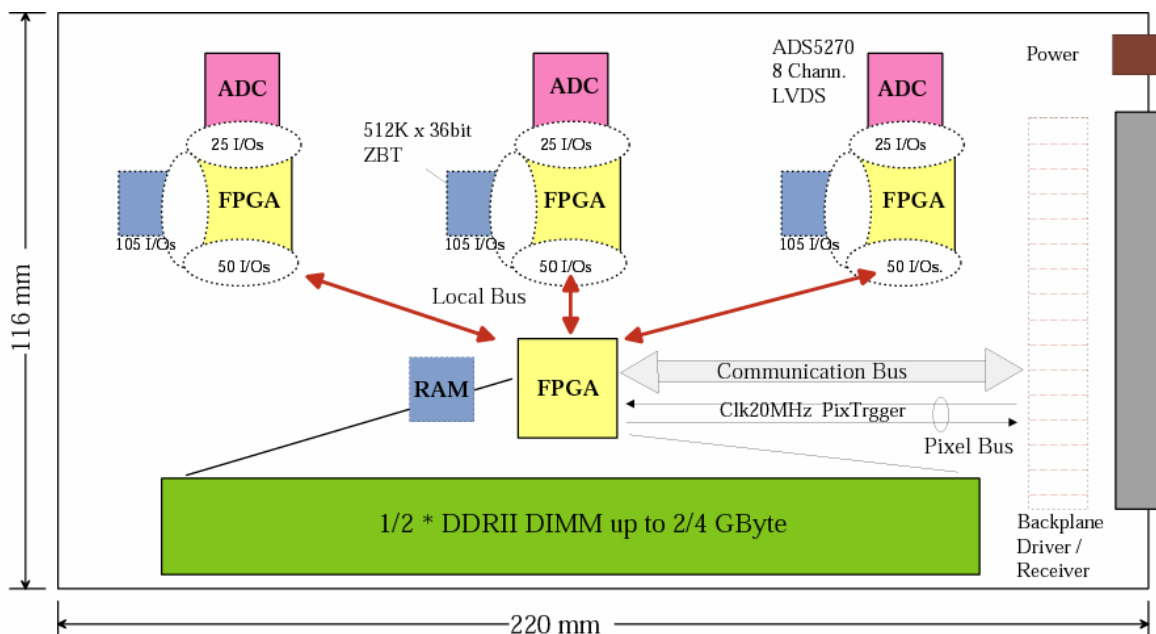 ADS5270
8 Chann.
LVDS
Power
ADC
ADC
ADC
512K x 36bit
ZBT
25 I/Os
25 I/Os
25 I/Os
FPGA
FPGA
FPGA
105 I/Os
105 I/Os
105 I/Os
50 I/Os
50 I/Os
50 I/Os.
Local Bus
116 mm
RAM
FPGA
Communication Bus
Clk20MHz PixTrgger
Pixel Bus
1/2 * DDRII DIMM up to 2/4 GByte
Backplane
Driver /
Receiver
220 mm